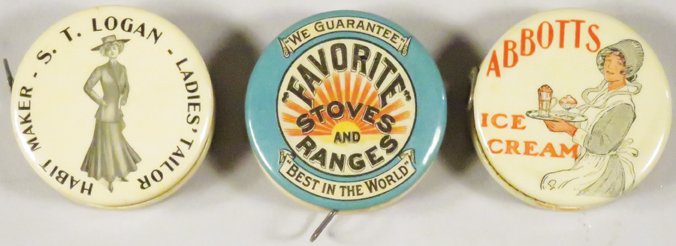 HABIT MAKER - S. T. LOGAN - LADIES' TAILOR
"WE GUARANTEE"
"FAVORITE"
STOVES
AND
RANGES
"BEST IN THE WORLD"
ABBOTTS
ICE
CREAM